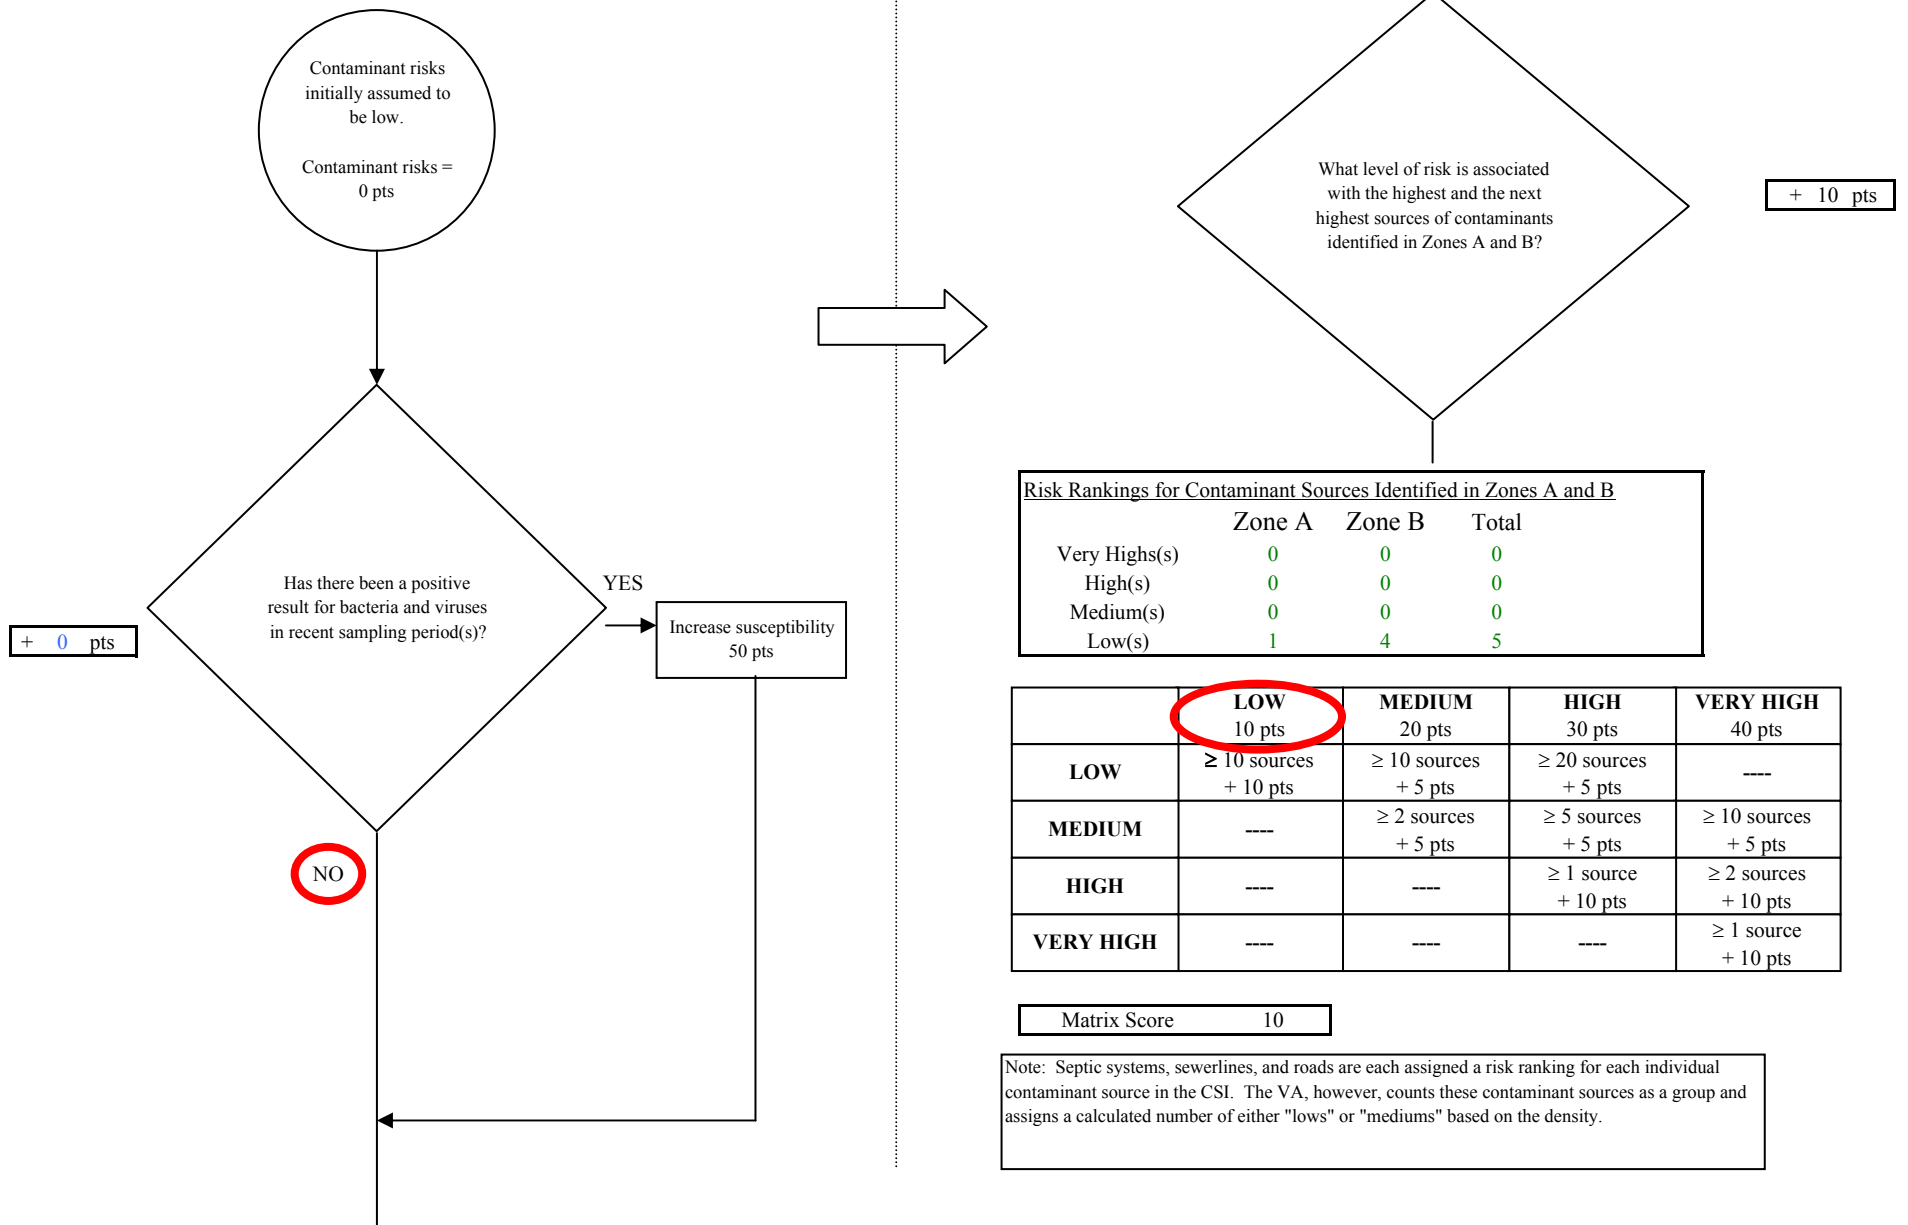 Contaminant risks
initially assumed to
be low.
Contaminant risks =
0 pts
Has there been a positive
result for bacteria and viruses
in recent sampling period(s)?
+ 0 pts
YES
Increase susceptibility
50 pts
NO
What level of risk is associated
with the highest and the next
highest sources of contaminants
identified in Zones A and B?
+ 10 pts
Risk Rankings for Contaminant Sources Identified in Zones A and B
Zone A Zone B Total
Very Highs(s) 0 0 0
High(s) 0 0 0
Medium(s) 0 0 0
Low(s) 1 4 5
LOW MEDIUM HIGH VERY HIGH
10 pts 20 pts 30 pts 40 pts
LOW ≥ 10 sources ≥ 10 sources ≥ 20 sources ----
+ 10 pts + 5 pts + 5 pts
MEDIUM ---- ≥ 2 sources ≥ 5 sources ≥ 10 sources
+ 5 pts + 5 pts + 5 pts
HIGH ---- ---- ≥ 1 source ≥ 2 sources
+ 10 pts + 10 pts
VERY HIGH ---- ---- ---- ≥ 1 source
+ 10 pts
Matrix Score 10
Note: Septic systems, sewerlines, and roads are each assigned a risk ranking for each individual
contaminant source in the CSI. The VA, however, counts these contaminant sources as a group and
assigns a calculated number of either "lows" or "mediums" based on the density.